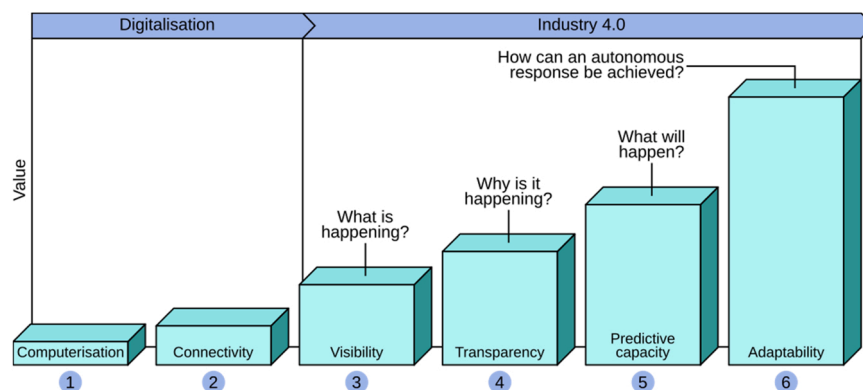 Digitalisation
Industry 4.0
How can an autonomous
response be achieved?
What will
happen?
Why is it
happening?
What is
happening?
Value
Computerisation
Connectivity
Visibility
Transparency
Predictive
capacity
Adaptability
1
2
3
4
5
6